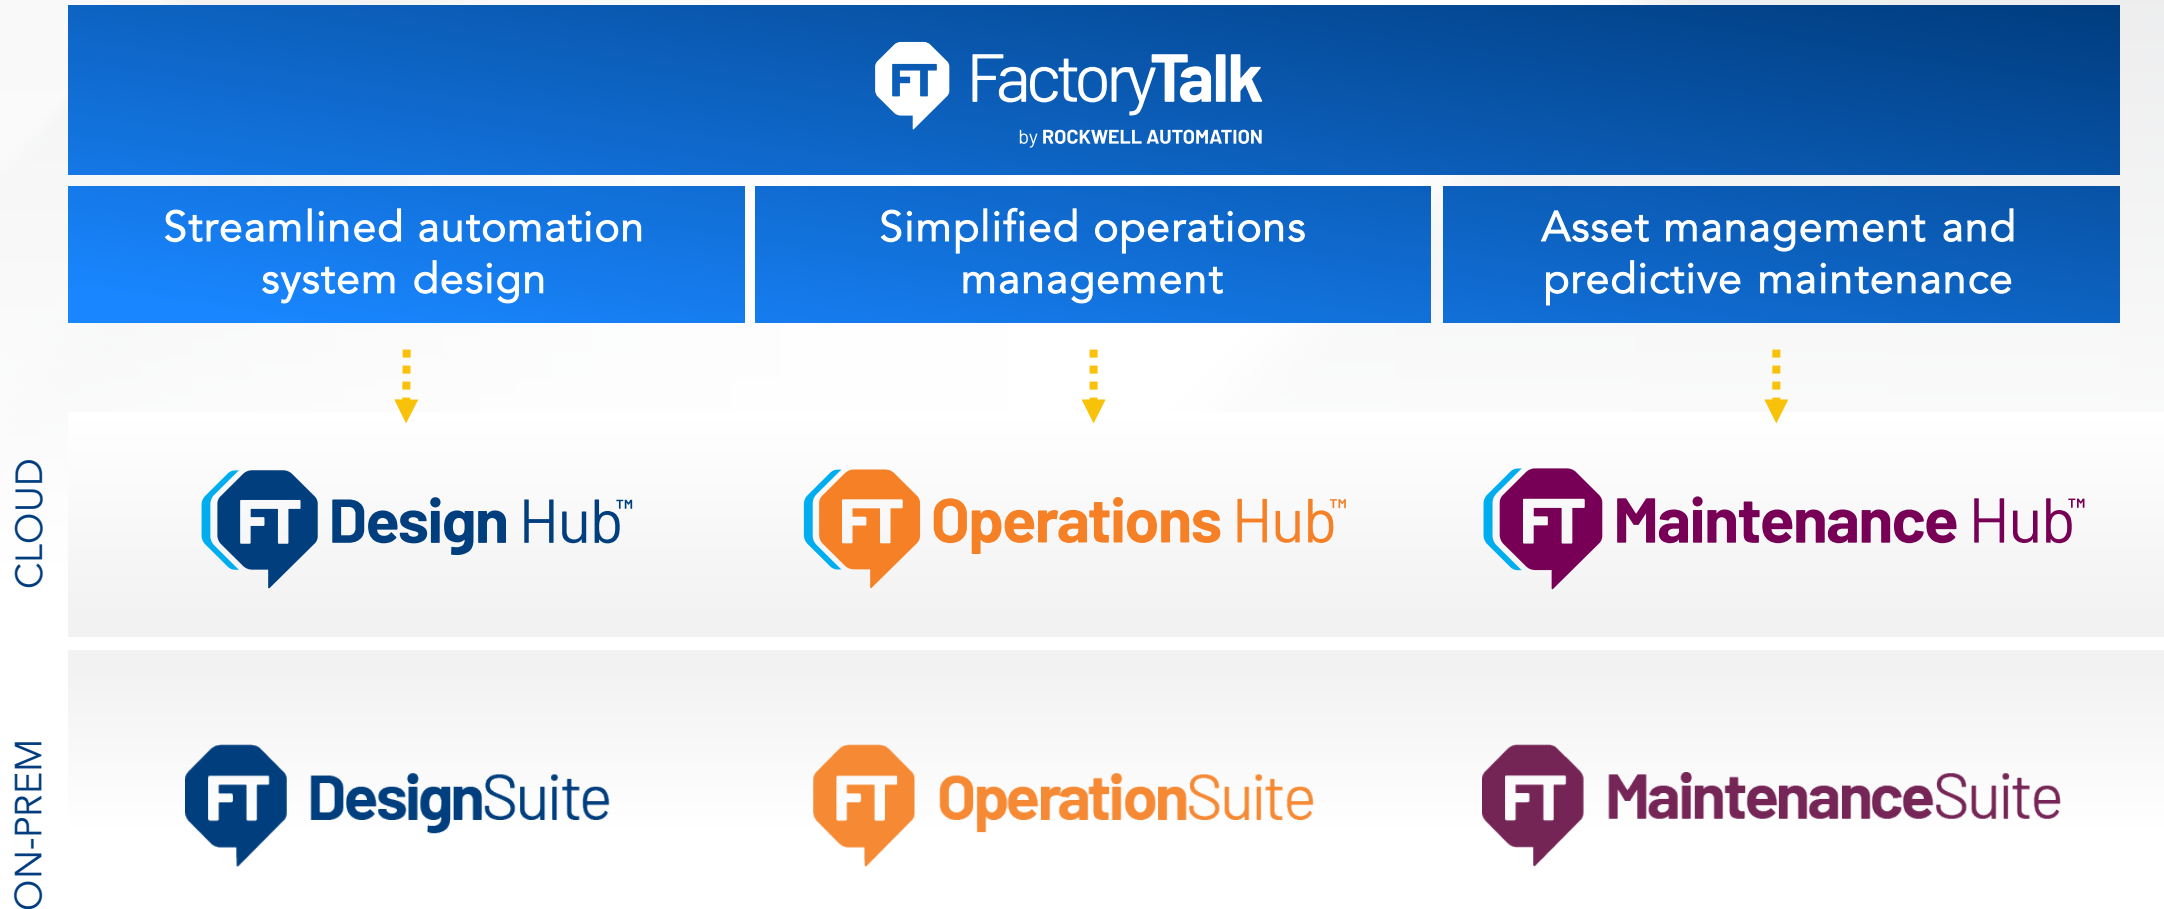 FT FactoryTalk
by ROCKWELL AUTOMATION
Streamlined automation
system design
Simplified operations
management
Asset management and
predictive maintenance
CLOUD
FT Design Hub™
FT Operations Hub™
FT Maintenance Hub™
ON-PREM
FT DesignSuite
FT OperationSuite
FT MaintenanceSuite